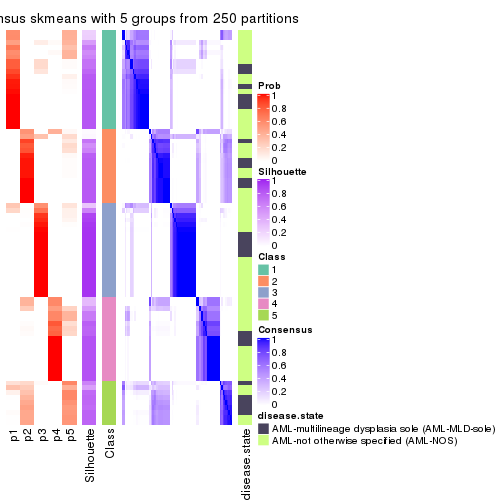 nsus skmeans with 5 groups from 250 partitions
Prob
1
0.8
0.6
0.4
0.2
0
Silhouette
1
0.8
0.6
0.4
0.2
0
Class
1
2
3
4
5
Consensus
1
0.8
0.6
0.4
0.2
0
disease.state
AML-multilineage dysplasia sole (AML-MLD-sole)
AML-not otherwise specified (AML-NOS)
p1
p2
p3
p4
p5
Silhouette
Class
disease.state